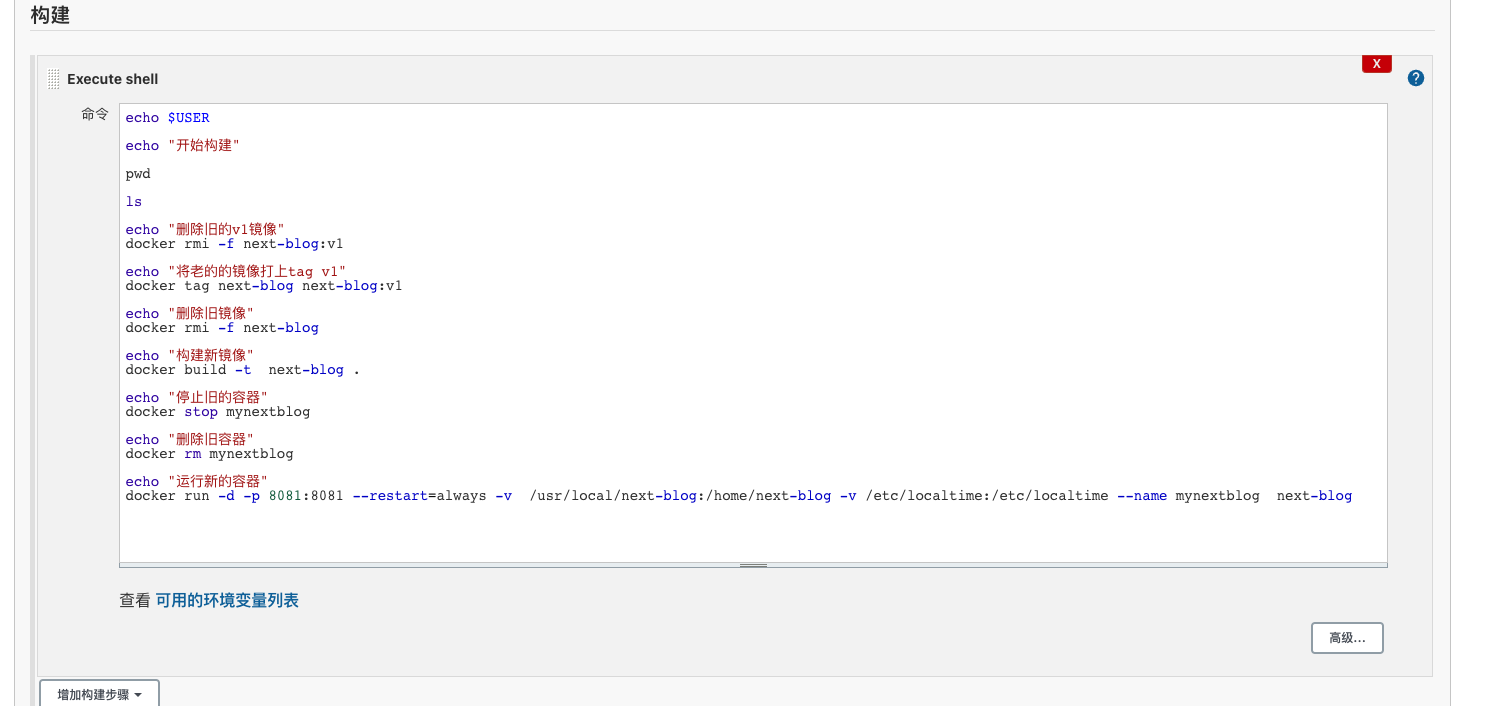 构建
Execute shell
X
?
命令
echo $USER
echo "开始构建"
pwd
ls
echo "删除旧的v1镜像"
docker rmi -f next-blog:v1
echo "将老的的镜像打上tag v1"
docker tag next-blog next-blog:v1
echo "删除旧镜像"
docker rmi -f next-blog
echo "构建新镜像"
docker build -t  next-blog .
echo "停止旧的容器"
docker stop mynextblog
echo "删除旧容器"
docker rm mynextblog
echo "运行新的容器"
docker run -d -p 8081:8081 --restart=always -v  /usr/local/next-blog:/home/next-blog -v /etc/localtime:/etc/localtime --name mynextblog  next-blog
查看 可用的环境变量列表
高级...
增加构建步骤